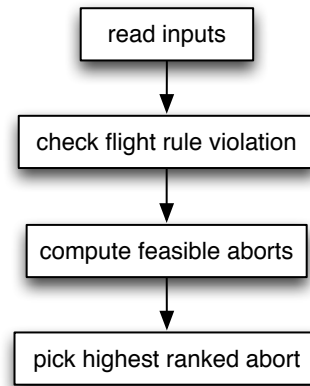 read inputs
check flight rule violation
compute feasible aborts
pick highest ranked abort